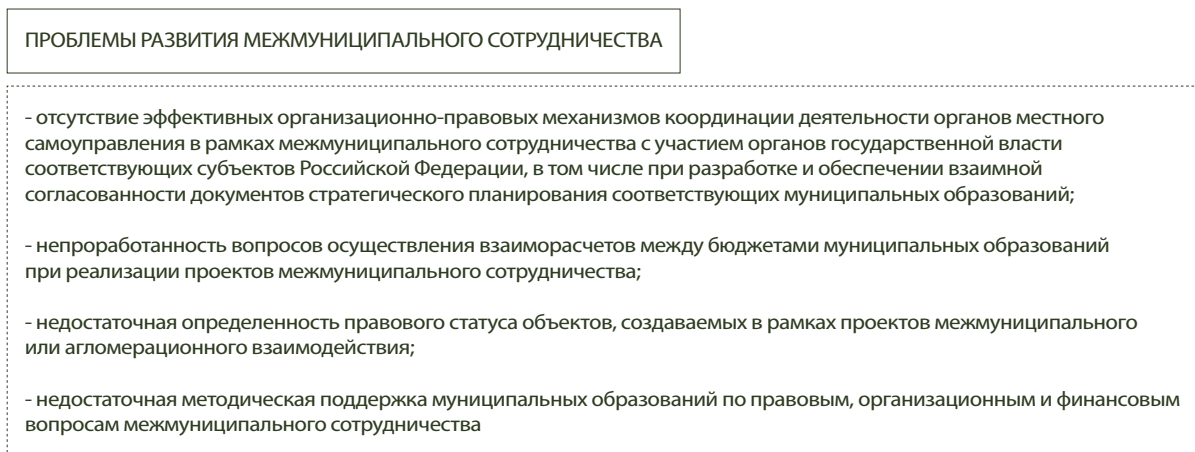 ПРОБЛЕМЫ РАЗВИТИЯ МЕЖМУНИЦИПАЛЬНОГО СОТРУДНИЧЕСТВА
- отсутствие эффективных организационно-правовых механизмов координации деятельности органов местного
самоуправления в рамках межмуниципального сотрудничества с участием органов государственной власти
соответствующих субъектов Российской Федерации, в том числе при разработке и обеспечении взаимной
согласованности документов стратегического планирования соответствующих муниципальных образований;
- непроработанность вопросов осуществления взаиморасчетов между бюджетами муниципальных образований
при реализации проектов межмуниципального сотрудничества;
- недостаточная определенность правового статуса объектов, создаваемых в рамках проектов межмуниципального
или агломерационного взаимодействия;
- недостаточная методическая поддержка муниципальных образований по правовым, организационным и финансовым
вопросам межмуниципального сотрудничества